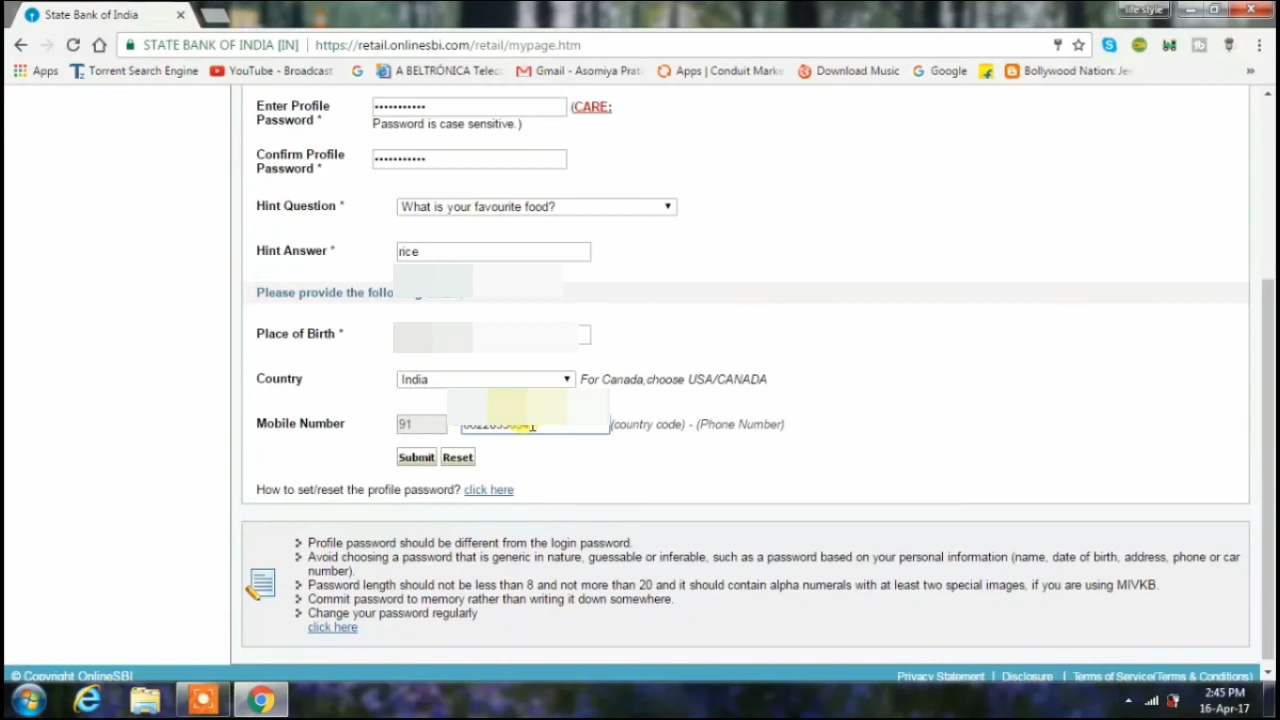 State Bank of India
life style
STATE BANK OF INDIA [IN] https://retail.onlinesbi.com/retail/mypage.htm
Apps Torrent Search Engine YouTube - Broadcast A BELTRÓNICA Telec Gmail - Asomiya Prat Apps | Conduit Marke Download Music Google Bollywood Nation: Je
Enter Profile (CARE:
Password * Password is case sensitive.)
Confirm Profile
Password *
Hint Question * What is your favourite food?
Hint Answer * rice
Please provide the follo
Place of Birth *
Country India For Canada,choose USA/CANADA
Mobile Number 91 - (country code) - (Phone Number)
Submit Reset
How to set/reset the profile password? click here
Profile password should be different from the login password.
Avoid choosing a password that is generic in nature, guessable or inferable, such as a password based on your personal information (name, date of birth, address, phone or car
number).
Password length should not be less than 8 and not more than 20 and it should contain alpha numerals with at least two special images, if you are using MIVKB.
Commit password to memory rather than writing it down somewhere.
Change your password regularly
click here
© Copyright OnlineSBI Privacy Statement | Disclosure | Terms of Service(Terms & Conditions)
2:45 PM
16-Apr-17